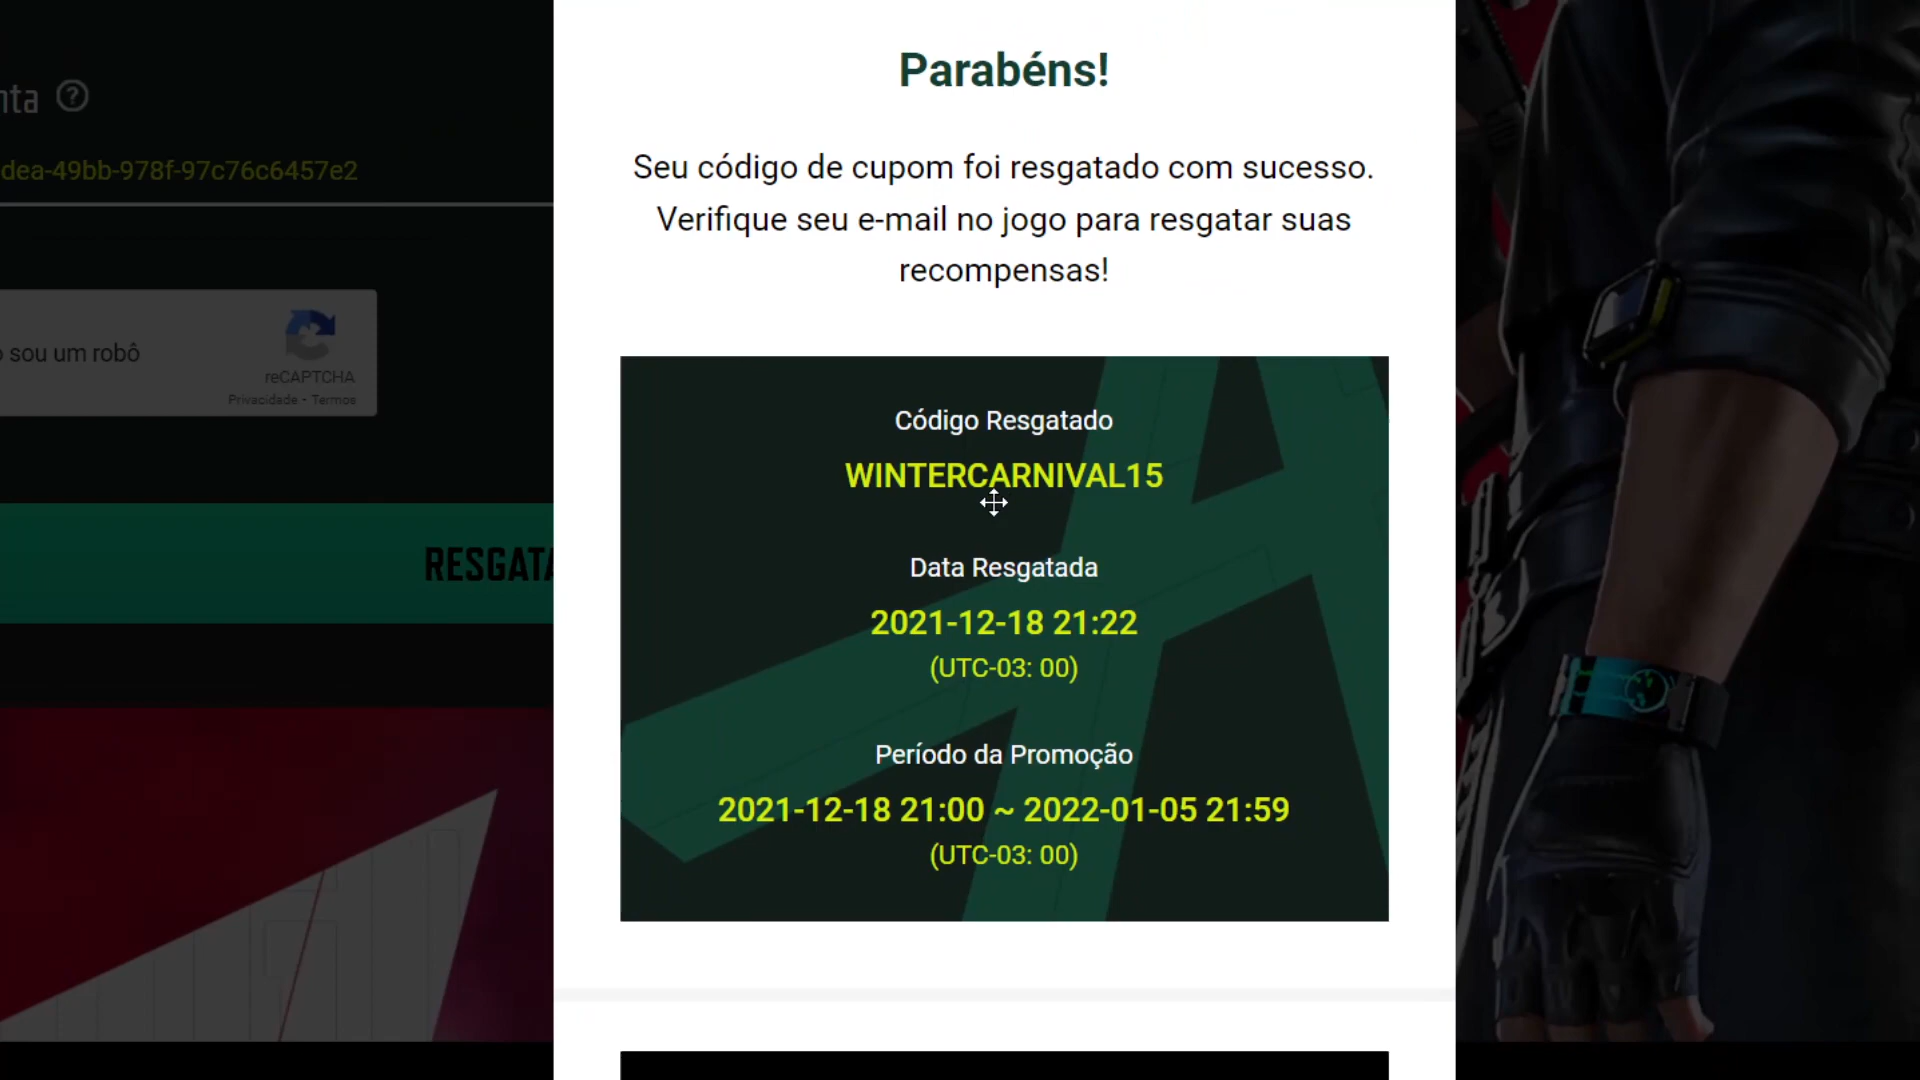 Parabéns!
Seu código de cupom foi resgatado com sucesso.
Verifique seu e-mail no jogo para resgatar suas
recompensas!
Código Resgatado
WINTERCARNIVAL15
Data Resgatada
2021-12-18 21:22
(UTC-03: 00)
Período da Promoção
2021-12-18 21:00 ~ 2022-01-05 21:59
(UTC-03: 00)
nta ?
dea-49bb-978f-97c76c6457e2
o sou um robô
reCAPTCHA
Privacidade - Termos
RESGATA